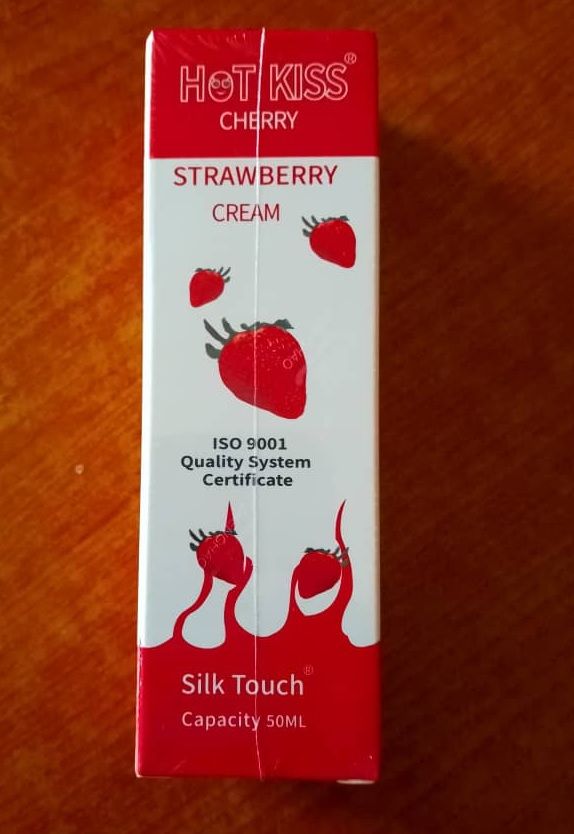 HOT KISS®
CHERRY
STRAWBERRY
CREAM
ISO 9001
Quality System
Certificate
Silk Touch®
Capacity 50ML